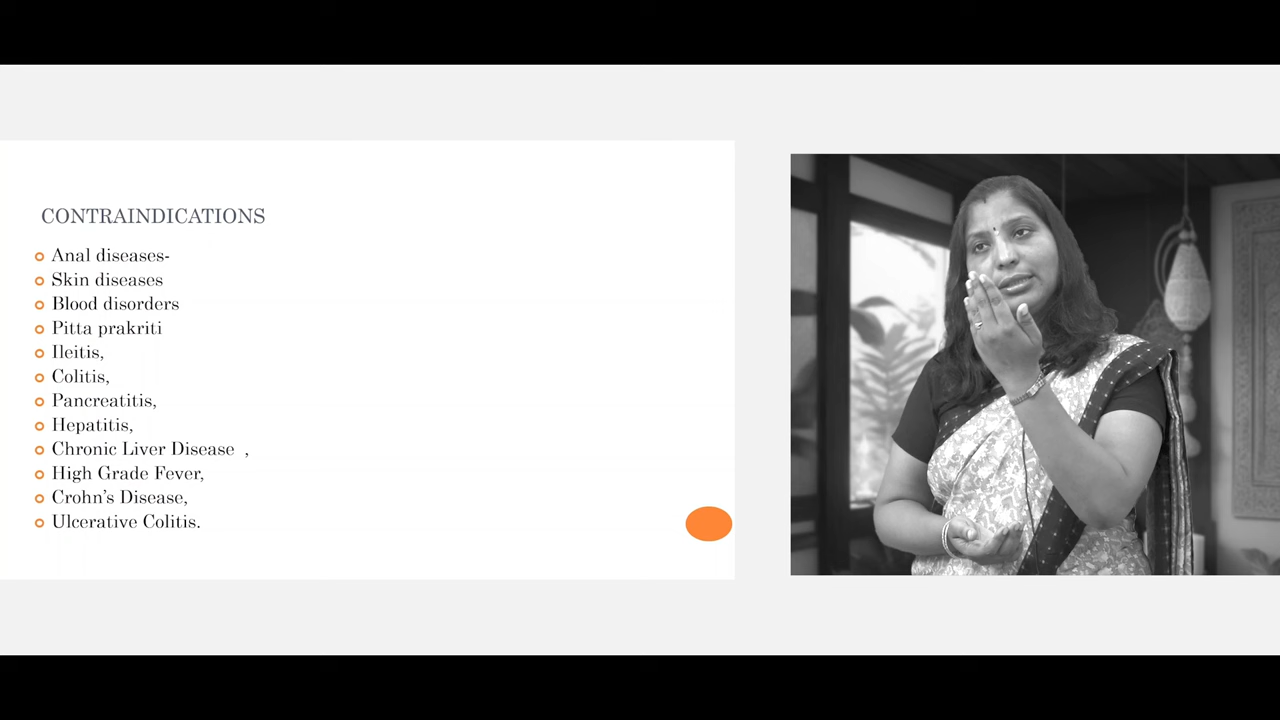 CONTRAINDICATIONS
Anal diseases-
Skin diseases
Blood disorders
Pitta prakriti
Ileitis,
Colitis,
Pancreatitis,
Hepatitis,
Chronic Liver Disease  ,
High Grade Fever,
Crohn's Disease,
Ulcerative Colitis.